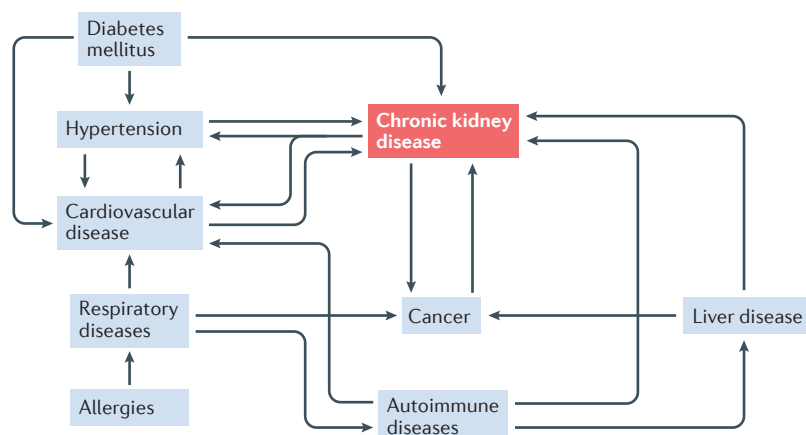 Diabetes
mellitus
Hypertension
Chronic kidney
disease
Cardiovascular
disease
Respiratory
diseases
Cancer
Liver disease
Allergies
Autoimmune
diseases